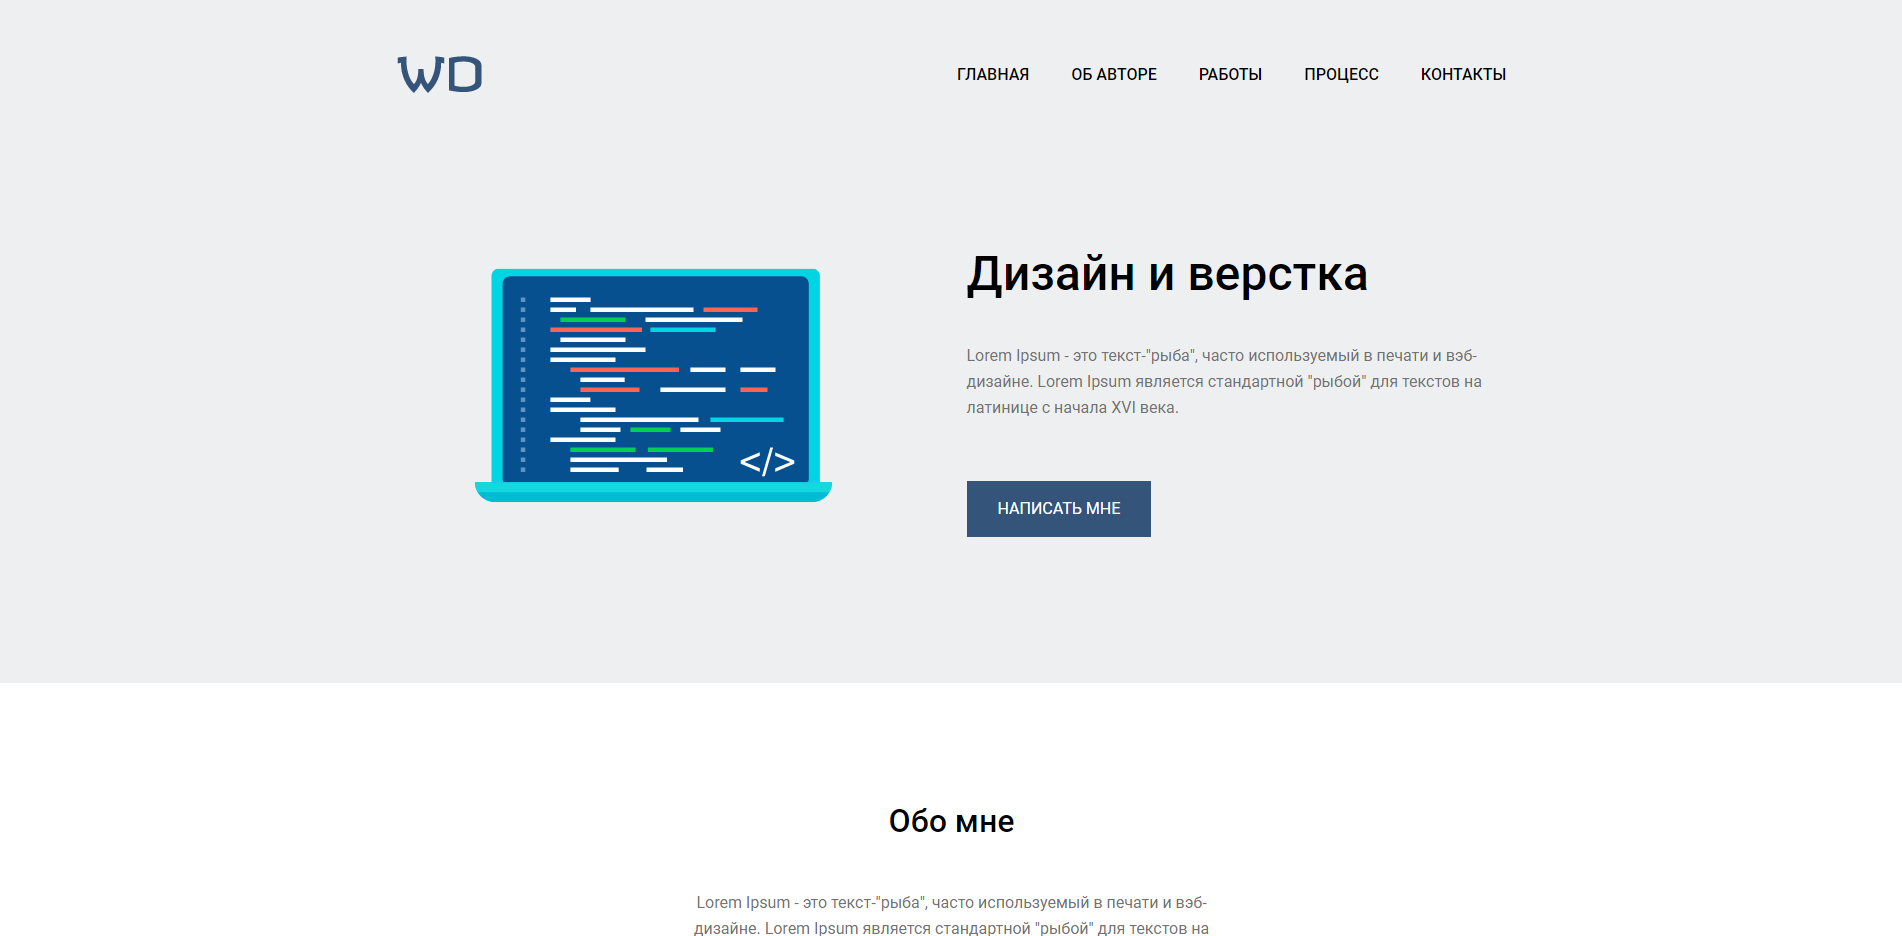 WD
ГЛАВНАЯ ОБ АВТОРЕ РАБОТЫ ПРОЦЕСС КОНТАКТЫ
Дизайн и верстка
Lorem Ipsum - это текст-"рыба", часто используемый в печати и вэб-
дизайне. Lorem Ipsum является стандартной "рыбой" для текстов на
латинице с начала XVI века.
</>
НАПИСАТЬ МНЕ
Обо мне
Lorem Ipsum - это текст-"рыба", часто используемый в печати и вэб-
дизайне. Lorem Ipsum является стандартной "рыбой" для текстов на